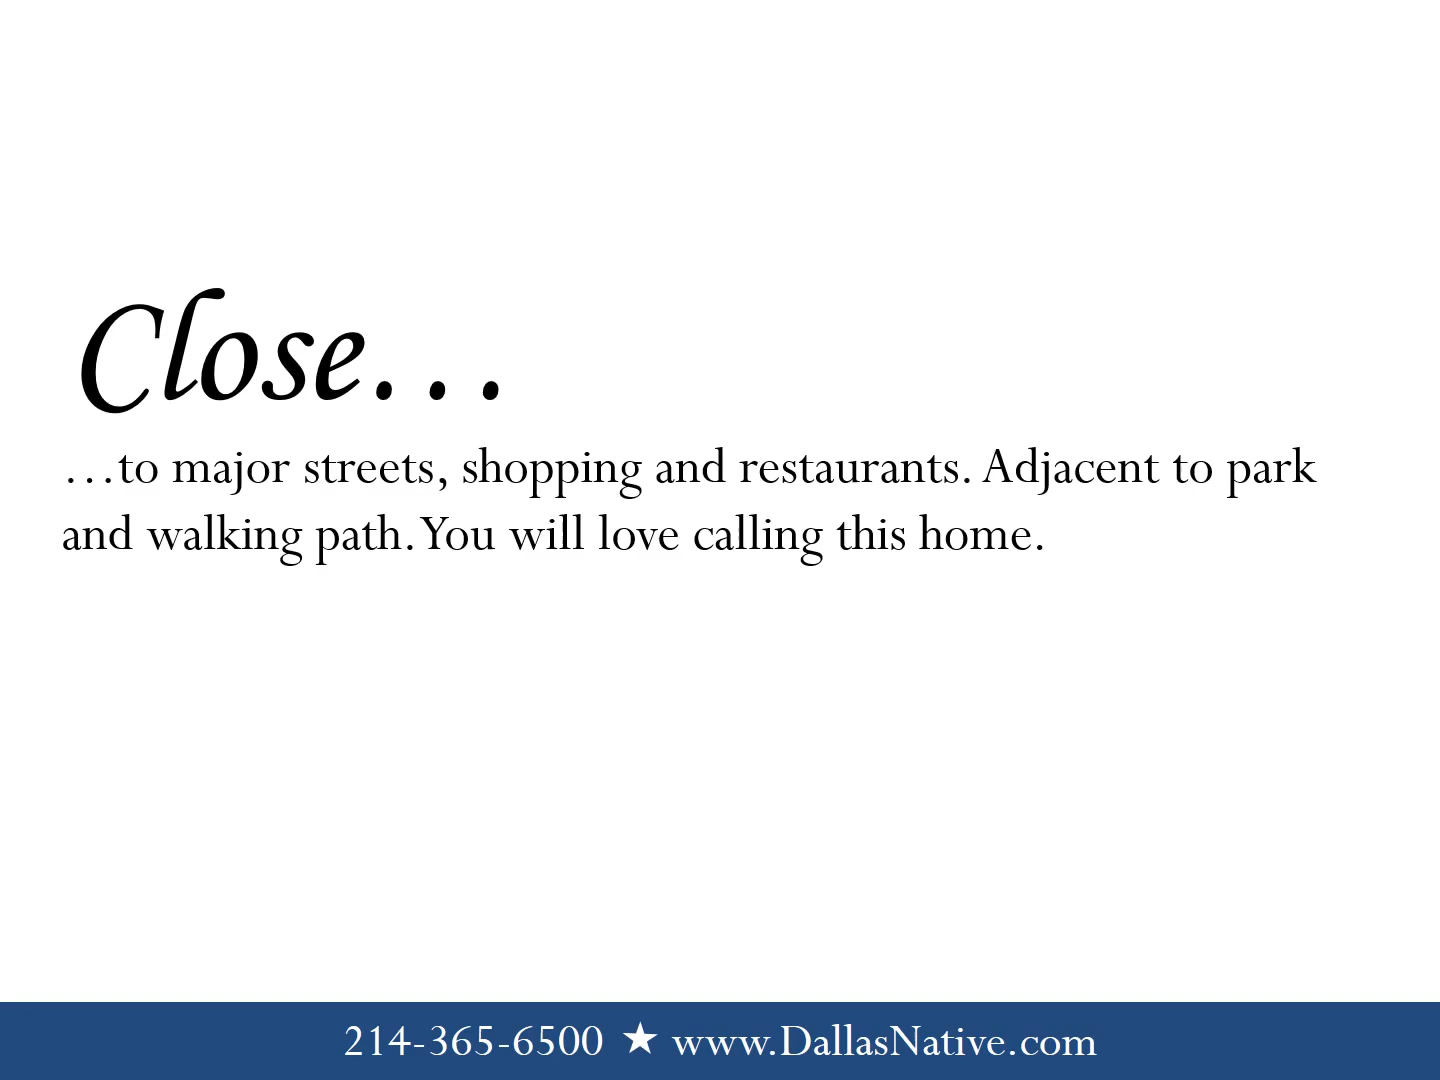 Close...
...to major streets, shopping and restaurants. Adjacent to park
and walking path. You will love calling this home.
214-365-6500 ★ www.DallasNative.com